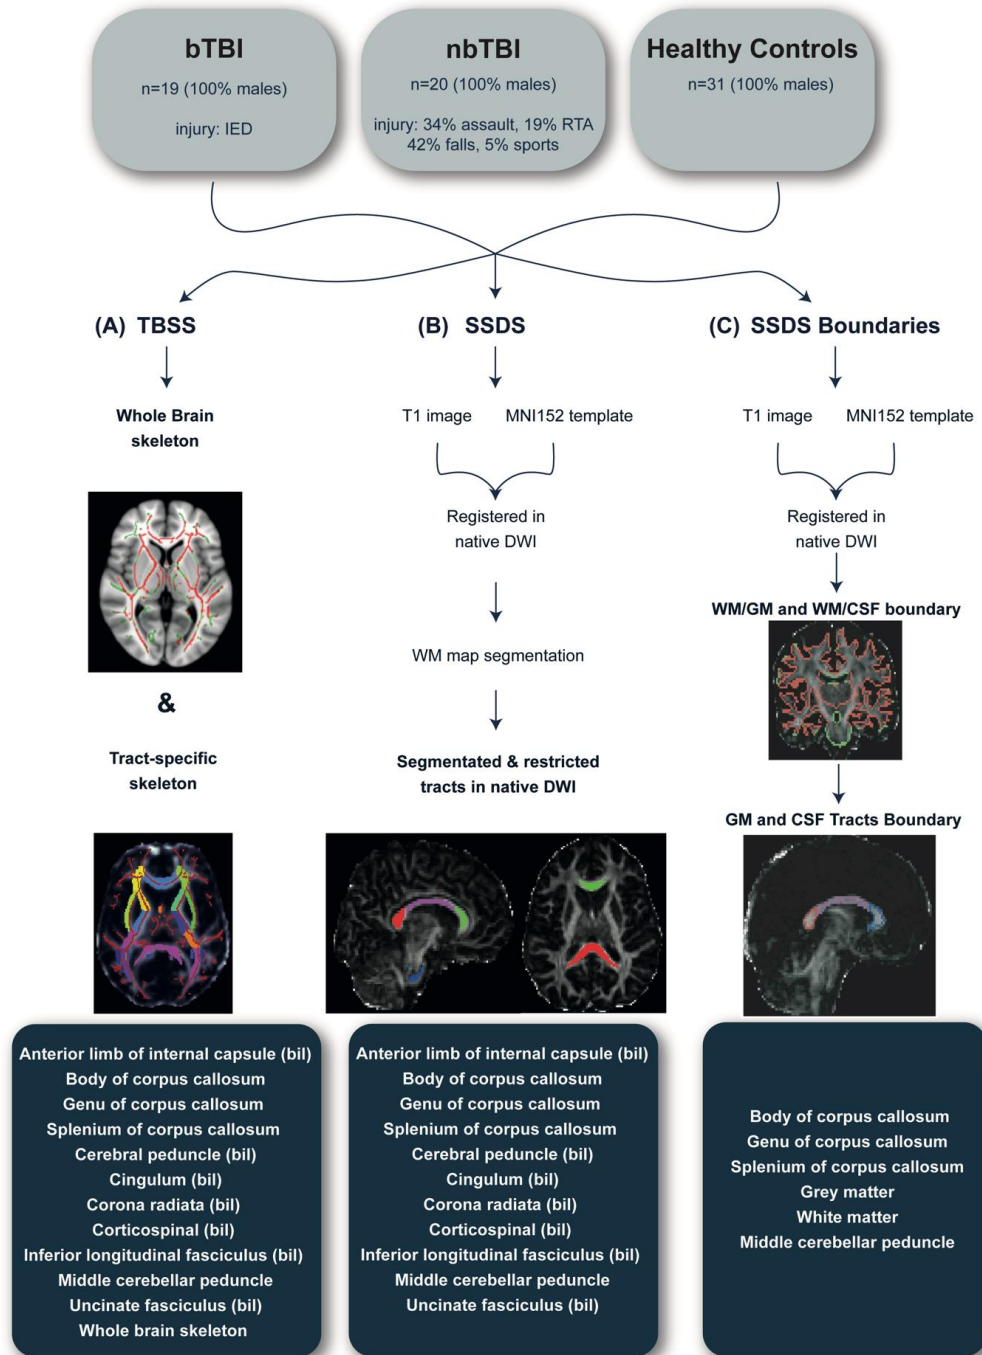 bTBI
n=19 (100% males)
injury: IED
nbTBI
n=20 (100% males)
injury: 34% assault, 19% RTA
42% falls, 5% sports
Healthy Controls
n=31 (100% males)
(A) TBSS
Whole Brain
skeleton
&
Tract-specific
skeleton
Anterior limb of internal capsule (bil)
Body of corpus callosum
Genu of corpus callosum
Splenium of corpus callosum
Cerebral peduncle (bil)
Cingulum (bil)
Corona radiata (bil)
Corticospinal (bil)
Inferior longitudinal fasciculus (bil)
Middle cerebellar peduncle
Uncinate fasciculus (bil)
Whole brain skeleton
(B) SSDS
T1 image MNI152 template
Registered in
native DWI
WM map segmentation
Segmentated & restricted
tracts in native DWI
Anterior limb of internal capsule (bil)
Body of corpus callosum
Genu of corpus callosum
Splenium of corpus callosum
Cerebral peduncle (bil)
Cingulum (bil)
Corona radiata (bil)
Corticospinal (bil)
Inferior longitudinal fasciculus (bil)
Middle cerebellar peduncle
Uncinate fasciculus (bil)
(C) SSDS Boundaries
T1 image MNI152 template
Registered in
native DWI
WM/GM and WM/CSF boundary
GM and CSF Tracts Boundary
Body of corpus callosum
Genu of corpus callosum
Splenium of corpus callosum
Grey matter
White matter
Middle cerebellar peduncle